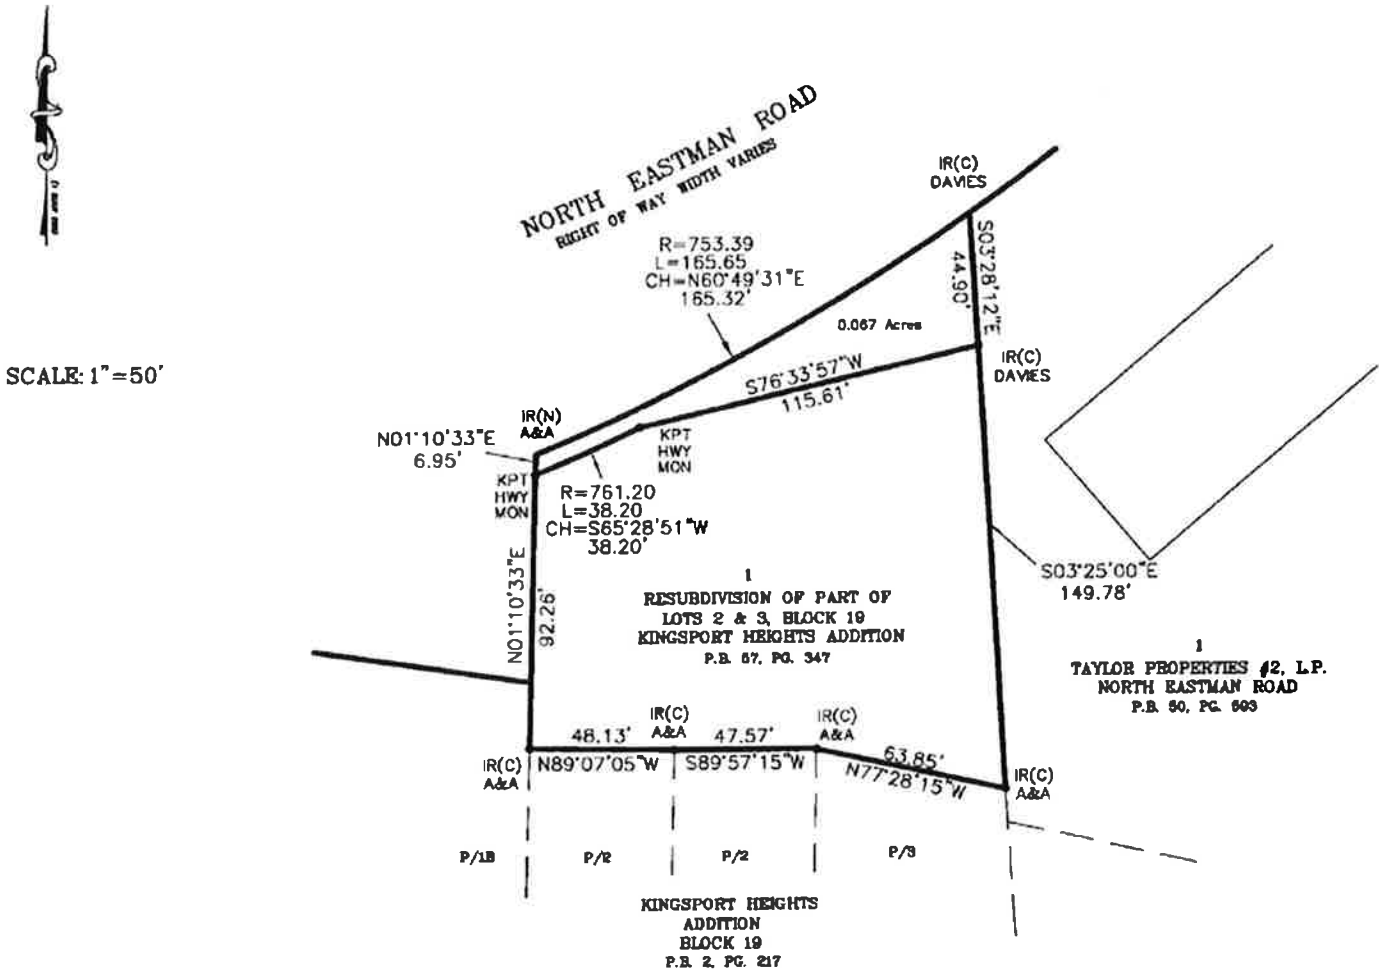 NORTH EASTMAN ROAD
RIGHT OF WAY WIDTH VARIES
IR(C)
DAVIES
R=753.39
L=165.65
CH=N60°49'31"E
165.32'
S03°28'12"E
44.90'
0.067 Acres
SCALE: 1"=50'
S76°33'57"W
115.61'
IR(C)
DAVIES
IR(N)
A&A
N01°10'33"E
6.95'
KPT
HWY
MON
KPT
HWY
MON
R=761.20
L=38.20
CH=S65°28'51"W
38.20'
N01°10'33"E
92.26'
S03°25'00"E
149.78'
1
RESUBDIVISION OF PART OF
LOTS 2 & 3, BLOCK 19
KINGSPORT HEIGHTS ADDITION
P.B. 57, PG. 347
1
TAYLOR PROPERTIES #2, L.P.
NORTH EASTMAN ROAD
P.B. 50, PG. 593
IR(C)
A&A
48.13'
N89°07'05"W
IR(C)
A&A
47.57'
S89°57'15"W
IR(C)
A&A
63.85'
N77°28'15"W
IR(C)
A&A
P/1B
P/2
P/3
KINGSPORT HEIGHTS
ADDITION
BLOCK 19
P.B. 2, PG. 217